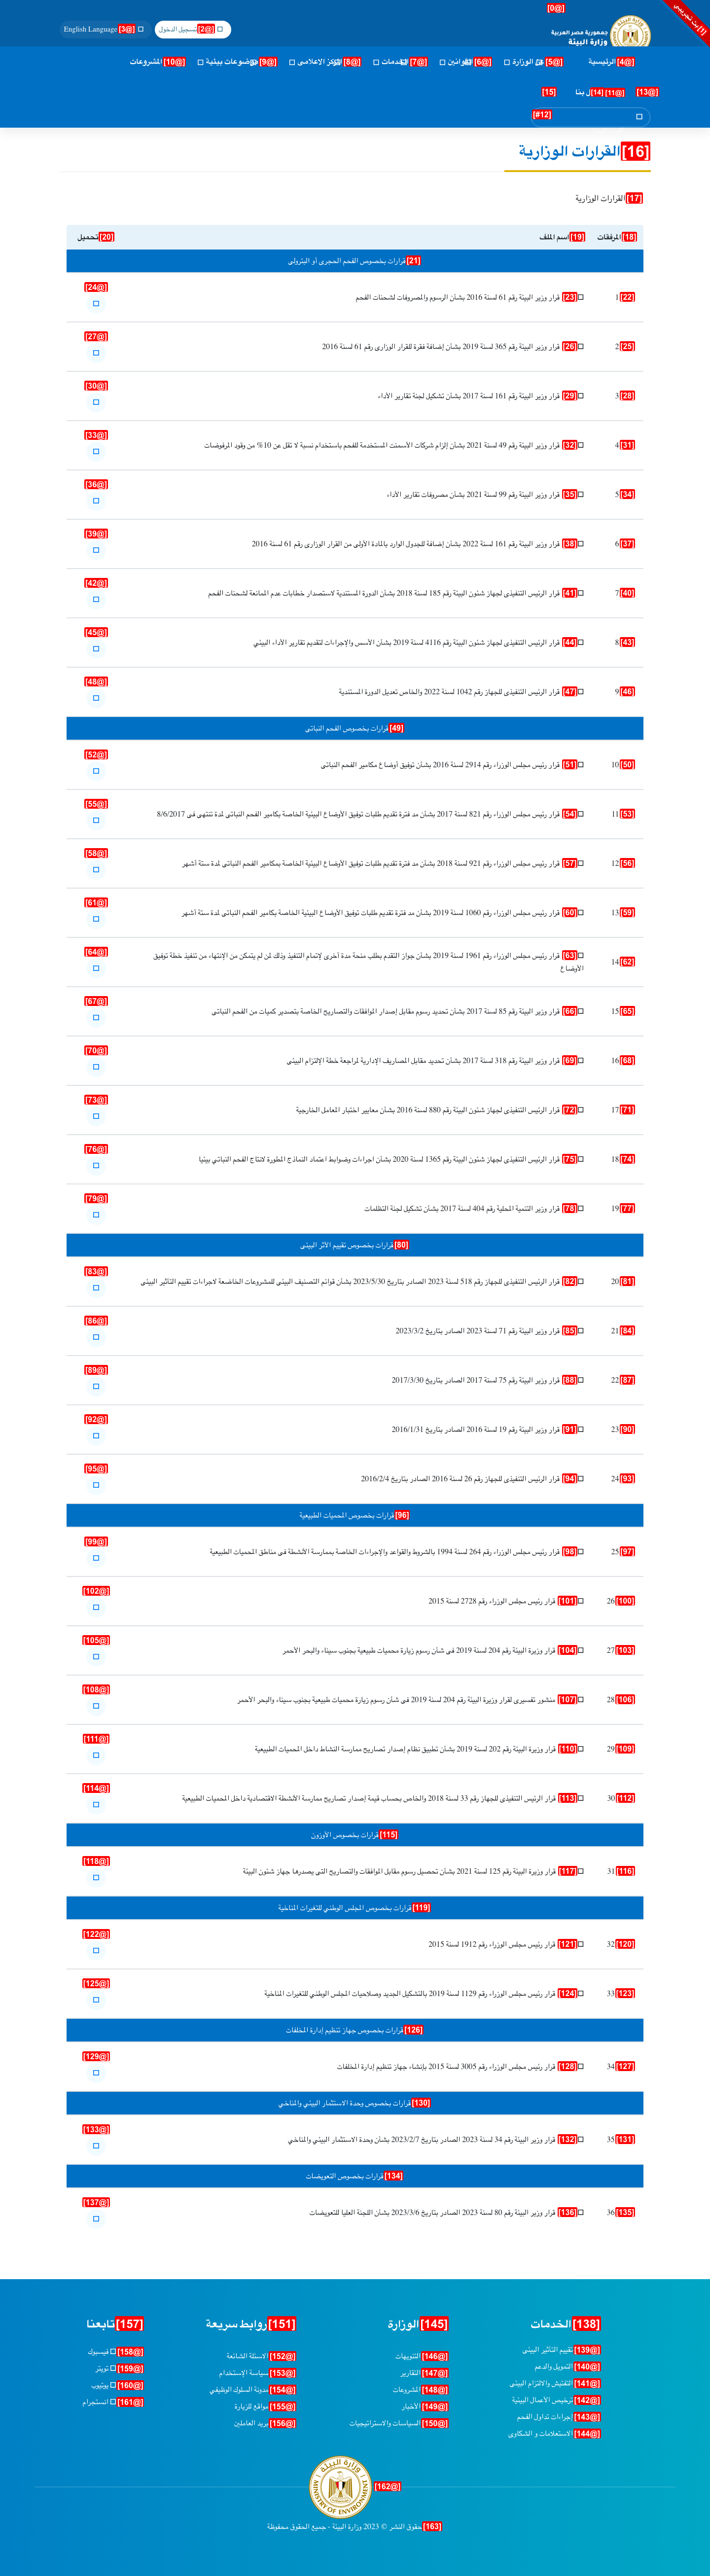 [1] بث تجريبى
[@0]
جمهورية مصر العربية
وزارة البيئة
[@2] تسجيل الدخول
[@3] English Language
[@4] الرئيسية
[@5] عن الوزارة
[@6] القوانين
[@7] الخدمات
[@8] المركز الإعلامى
[@9] موضوعات بيئية
[@10] المشروعات
[@13]
[@11] [14] بنا
[15]
[#12]
[16] القرارات الوزارية
[17] القرارات الوزارية
[18] المرفقات [19] اسم الملف [20] تحميل
[21] قرارات بخصوص الفحم الحجرى أو البترولى
[22] 1 [23] قرار وزير البيئة رقم 61 لسنة 2016 بشأن الرسوم والمصروفات لشحنات الفحم [@24]
[25] 2 [26] قرار وزير البيئة رقم 365 لسنة 2019 بشأن إضافة فقرة للقرار الوزارى رقم 61 لسنة 2016 [@27]
[28] 3 [29] قرار وزير البيئة رقم 161 لسنة 2017 بشأن تشكيل لجنة تقارير الأداء [@30]
[31] 4 [32] قرار وزير البيئة رقم 49 لسنة 2021 بشأن إلزام شركات الأسمنت المستخدمة للفحم باستخدام نسبة لا تقل عن 10% من وقود المرفوضات [@33]
[34] 5 [35] قرار وزير البيئة رقم 99 لسنة 2021 بشأن مصروفات تقارير الأداء [@36]
[37] 6 [38] قرار وزير البيئة رقم 161 لسنة 2022 بشأن إضافة للجدول الوارد بالمادة الأولى من القرار الوزارى رقم 61 لسنة 2016 [@39]
[40] 7 [41] قرار الرئيس التنفيذى لجهاز شئون البيئة رقم 185 لسنة 2018 بشأن الدورة المستندية لاستصدار خطابات عدم الممانعة لشحنات الفحم [@42]
[43] 8 [44] قرار الرئيس التنفيذى لجهاز شئون البيئة رقم 4116 لسنة 2019 بشأن الأسس والإجراءات لتقديم تقارير الأداء البيئي [@45]
[46] 9 [47] قرار الرئيس التنفيذى للجهاز رقم 1042 لسنة 2022 والخاص تعديل الدورة المستندية [@48]
[49] قرارات بخصوص الفحم النباتى
[50] 10 [51] قرار رئيس مجلس الوزراء رقم 2914 لسنة 2016 بشأن توفيق أوضاع مكامير الفحم النباتى [@52]
[53] 11 [54] قرار رئيس مجلس الوزراء رقم 821 لسنة 2017 بشأن مد فترة تقديم طلبات توفيق الأوضاع البيئية الخاصة بكامير الفحم النباتى لمدة تنتهى فى 8/6/2017 [@55]
[56] 12 [57] قرار رئيس مجلس الوزراء رقم 921 لسنة 2018 بشأن مد فترة تقديم طلبات توفيق الأوضاع البيئية الخاصة بمكامير الفحم النباتى لمدة ستة أشهر [@58]
[59] 13 [60] قرار رئيس مجلس الوزراء رقم 1060 لسنة 2019 بشأن مد فترة تقديم طلبات توفيق الأوضاع البيئية الخاصة بكامير الفحم النباتى لمدة ستة أشهر [@61]
[62] 14 [63] قرار رئيس مجلس الوزراء رقم 1961 لسنة 2019 بشأن جواز التقدم بطلب منحة مدة أخرى لإتمام التنفيذ وذلك لمن لم يتمكن من الإنتهاء من تنفيذ خطة توفيق [@64]
الأوضاع
[65] 15 [66] قرار وزير البيئة رقم 85 لسنة 2017 بشأن تحديد رسوم مقابل إصدار الموافقات والتصاريح الخاصة بتصدير كميات من الفحم النباتى [@67]
[68] 16 [69] قرار وزير البيئة رقم 318 لسنة 2017 بشأن تحديد مقابل المصاريف الإدارية لمراجعة خطة الإلتزام البيئى [@70]
[71] 17 [72] قرار الرئيس التنفيذى لجهاز شئون البيئة رقم 880 لسنة 2016 بشأن معايير اختبار المعامل الخارجية [@73]
[74] 18 [75] قرار الرئيس التنفيذى لجهاز شئون البيئة رقم 1365 لسنة 2020 بشأن اجراءات وضوابط اعتماد النماذج المطورة لانتاج الفحم النباتي بيئيا [@76]
[77] 19 [78] قرار وزير التنمية المحلية رقم 404 لسنة 2017 بشأن تشكيل لجنة التظلمات [@79]
[80] قرارات بخصوص تقييم الأثر البيئى
[81] 20 [82] قرار الرئيس التنفيذى للجهاز رقم 518 لسنة 2023 الصادر بتاريخ 2023/5/30 بشأن قوائم التصنيف البيئى للمشروعات الخاضعة لاجراءات تقييم التأثير البيئى [@83]
[84] 21 [85] قرار وزير البيئة رقم 71 لسنة 2023 الصادر بتاريخ 2023/3/2 [@86]
[87] 22 [88] قرار وزير البيئة رقم 75 لسنة 2017 الصادر بتاريخ 2017/3/30 [@89]
[90] 23 [91] قرار وزير البيئة رقم 19 لسنة 2016 الصادر بتاريخ 2016/1/31 [@92]
[93] 24 [94] قرار الرئيس التنفيذى للجهاز رقم 26 لسنة 2016 الصادر بتاريخ 2016/2/4 [@95]
[96] قرارات بخصوص المحميات الطبيعية
[97] 25 [98] قرار رئيس مجلس الوزراء رقم 264 لسنة 1994 بالشروط والقواعد والإجراءات الخاصة بممارسة الأنشطة فى مناطق المحميات الطبيعية [@99]
[100] 26 [101] قرار رئيس مجلس الوزراء رقم 2728 لسنة 2015 [@102]
[103] 27 [104] قرار وزيرة البيئة رقم 204 لسنة 2019 فى شأن رسوم زيارة محميات طبيعية بجنوب سيناء والبحر الأحمر [@105]
[106] 28 [107] منشور تفسيرى لقرار وزيرة البيئة رقم 204 لسنة 2019 فى شأن رسوم زيارة محميات طبيعية بجنوب سيناء والبحر الأحمر [@108]
[109] 29 [110] قرار وزيرة البيئة رقم 202 لسنة 2019 بشأن تطبيق نظام إصدار تصاريح ممارسة النشاط داخل المحميات الطبيعية [@111]
[112] 30 [113] قرار الرئيس التنفيذى للجهاز رقم 33 لسنة 2018 والخاص بحساب قيمة إصدار تصاريح ممارسة الأنشطة الاقتصادية داخل المحميات الطبيعية [@114]
[115] قرارات بخصوص الأوزون
[116] 31 [117] قرار وزيرة البيئة رقم 125 لسنة 2021 بشأن تحصيل رسوم مقابل الموافقات والتصاريح التى يصدرها جهاز شئون البيئة [@118]
[119] قرارات بخصوص المجلس الوطني للتغيرات المناخية
[120] 32 [121] قرار رئيس مجلس الوزراء رقم 1912 لسنة 2015 [@122]
[123] 33 [124] قرار رئيس مجلس الوزراء رقم 1129 لسنة 2019 بالتشكيل الجديد وصلاحيات المجلس الوطني للتغيرات المناخية [@125]
[126] قرارات بخصوص جهاز تنظيم إدارة المخلفات
[127] 34 [128] قرار رئيس مجلس الوزراء رقم 3005 لسنة 2015 بإنشاء جهاز تنظيم إدارة المخلفات [@129]
[130] قرارات بخصوص وحدة الاستثمار البيئي والمناخي
[131] 35 [132] قرار وزير البيئة رقم 34 لسنة 2023 الصادر بتاريخ 2023/2/7 بشأن وحدة الاستثمار البيئي والمناخي [@133]
[134] قرارات بخصوص التعويضات
[135] 36 [136] قرار وزير البيئة رقم 80 لسنة 2023 الصادر بتاريخ 2023/3/6 بشأن اللجنة العليا للتعويضات [@137]
[138] الخدمات
[@139] تقييم التأثير البيئى
[@140] التمويل والدعم
[@141] التفتيش والالتزام البيئى
[@142] ترخيص الأعمال البيئية
[@143] إجراءات تداول الفحم
[@144] الاستعلامات و الشكاوى
[145] الوزارة
[@146] التنويهات
[@147] التقارير
[@148] المشروعات
[@149] الأخبار
[@150] السياسات والاستراتيجيات
[151] روابط سريعة
[@152] الاسئلة الشائعة
[@153] سياسة الإستخدام
[@154] مدونة السلوك الوظيفي
[@155] مواقع للزيارة
[@156] بريد العاملين
[157] تابعنا
[@158] فيسبوك
[@159] تويتر
[@160] يوتيوب
[@161] انستجرام
[@162]
وزارة البيئة
MINISTRY OF ENVIRONMENT
[163] حقوق النشر © 2023 وزارة البيئة - جميع الحقوق محفوظة